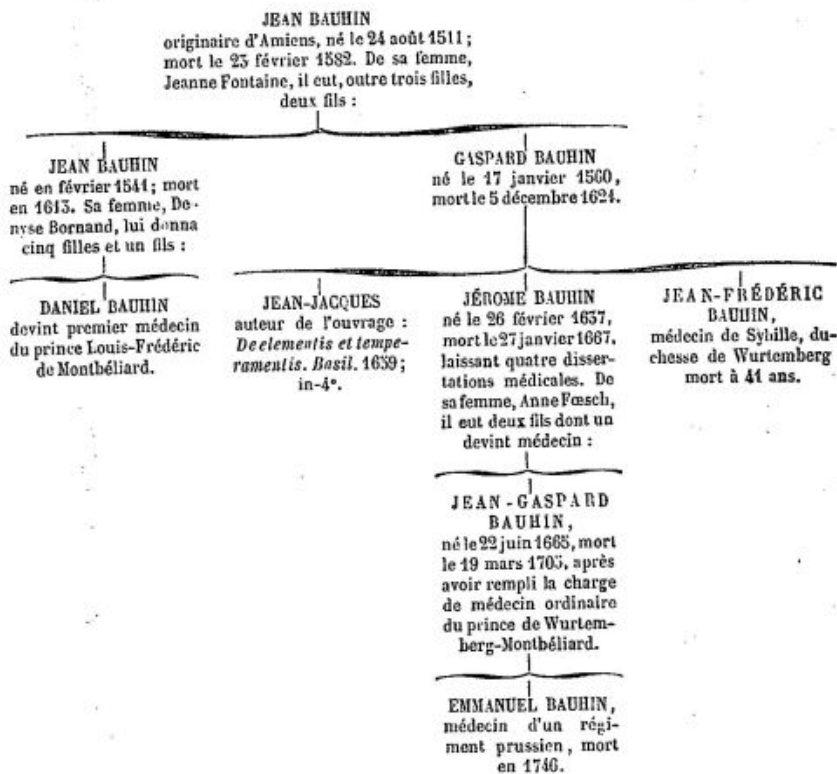 JEAN BAUHIN
originaire d'Amiens, né le 24 août 1511;
mort le 23 février 1582. De sa femme,
Jeanne Fontaine, il eut, outre trois filles,
deux fils :
JEAN BAUHIN
né en février 1541; mort
en 1613. Sa femme, De-
nyse Bornand, lui donna
cinq filles et un fils :
DANIEL BAUHIN
devint premier médecin
du prince Louis-Frédéric
de Montbéliard.
GASPARD BAUHIN
né le 17 janvier 1560,
mort le 5 décembre 1624.
JEAN-JACQUES
auteur de l'ouvrage :
De elementis et tempe-
ramentis. Basil. 1659;
in-4°.
JÉROME BAUHIN
né le 26 février 1637,
mort le 27 janvier 1667,
laissant quatre disser-
tations médicales. De
sa femme, Anne Fœsch,
il eut deux fils dont un
devint médecin :
JEAN-FRÉDÉRIC
BAUHIN,
médecin de Sybille, du-
chesse de Wurtemberg
mort à 41 ans.
JEAN-GASPARD
BAUHIN,
né le 22 juin 1665, mort
le 19 mars 1705, après
avoir rempli la charge
de médecin ordinaire
du prince de Wurtem-
berg-Montbéliard.
EMMANUEL BAUHIN,
médecin d'un régi-
ment prussien, mort
en 1746.